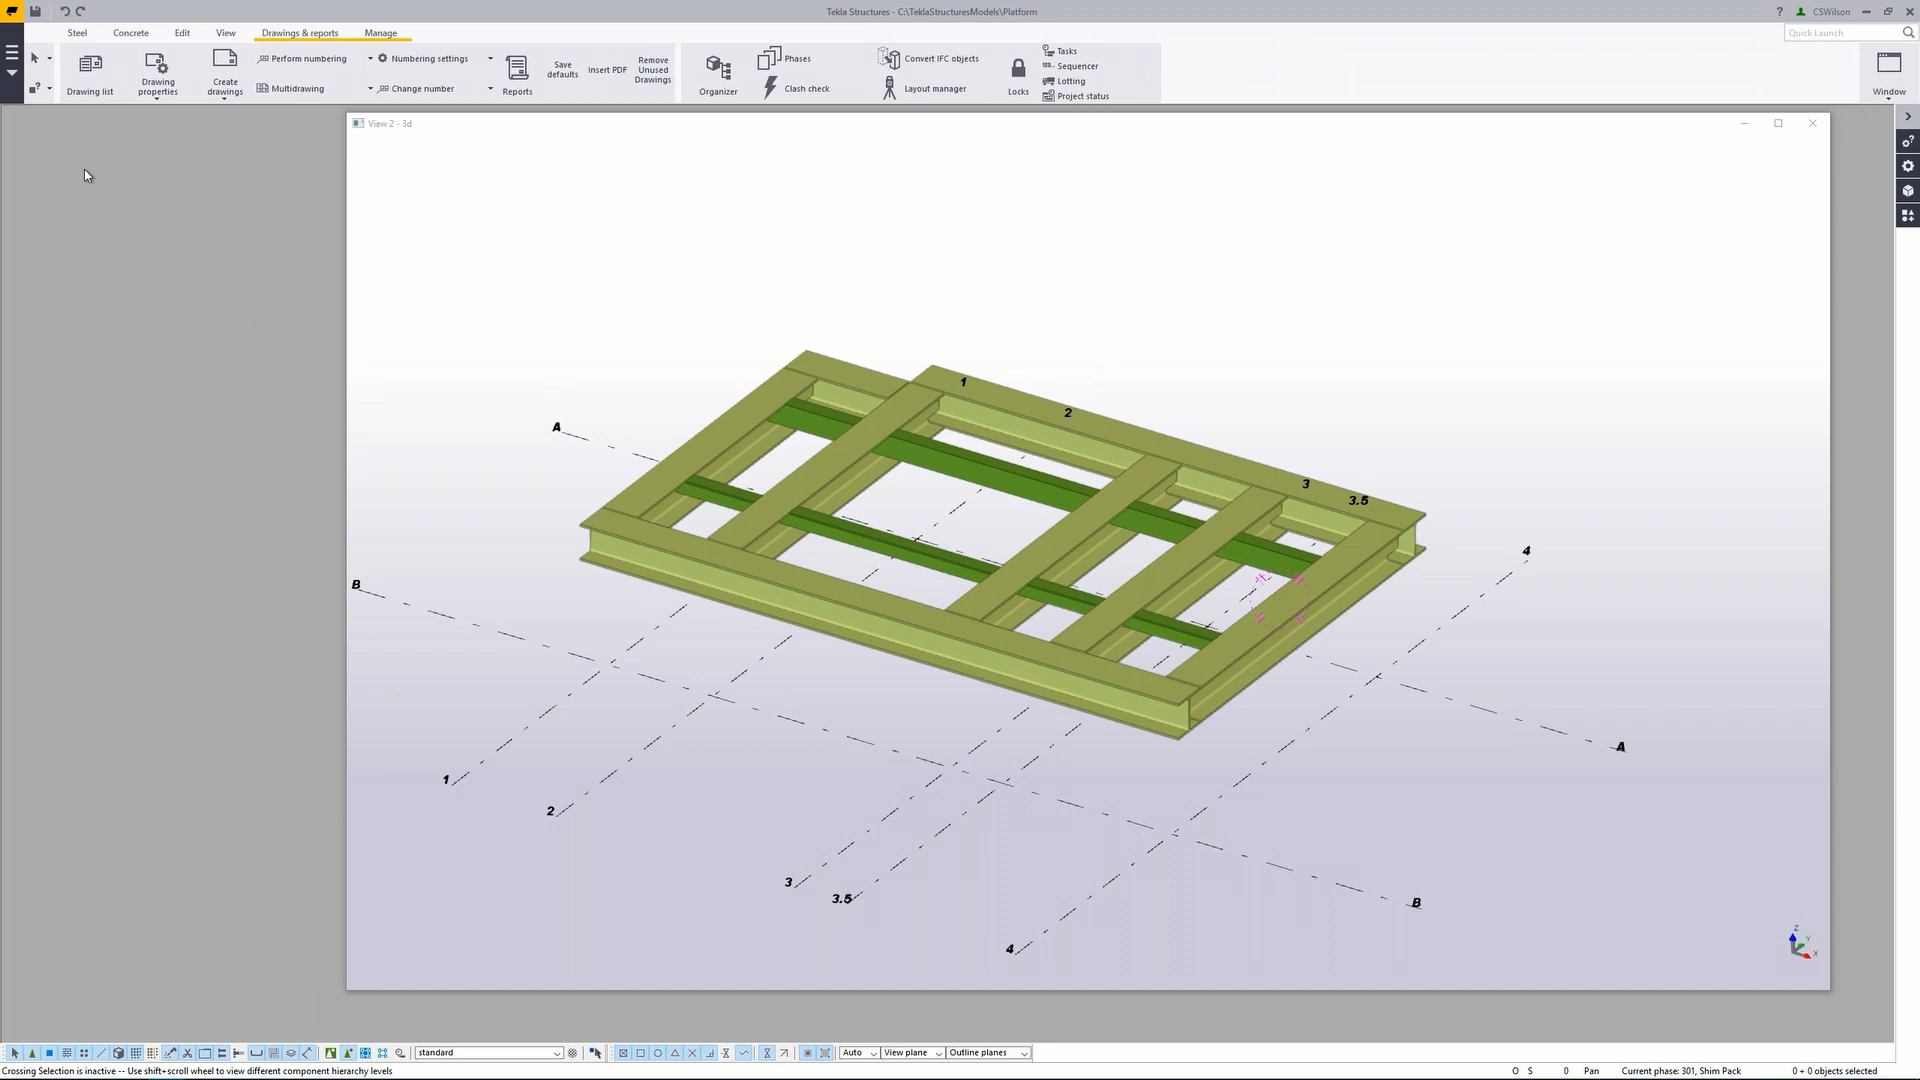 Tekla Structures - C:\TeklaStructuresModels\Platform
? CSWilson
Steel Concrete Edit View Drawings & reports Manage
Quick Launch
Drawing list
Drawing properties
Create drawings
Perform numbering
Multidrawing
Numbering settings
Change number
Reports
Save defaults
Insert PDF
Remove Unused Drawings
Organizer
Phases
Clash check
Convert IFC objects
Layout manager
Locks
Tasks
Sequencer
Lotting
Project status
Window
View 2 - 3d
1
2
A
3
3.5
4
B
A
1
2
3
3.5
B
4
Z
Y
X
standard
Auto
View plane
Outline planes
Crossing Selection is inactive -- Use shift+scroll wheel to view different component hierarchy levels
O S 0 Pan Current phase: 301, Shim Pack 0 + 0 objects selected